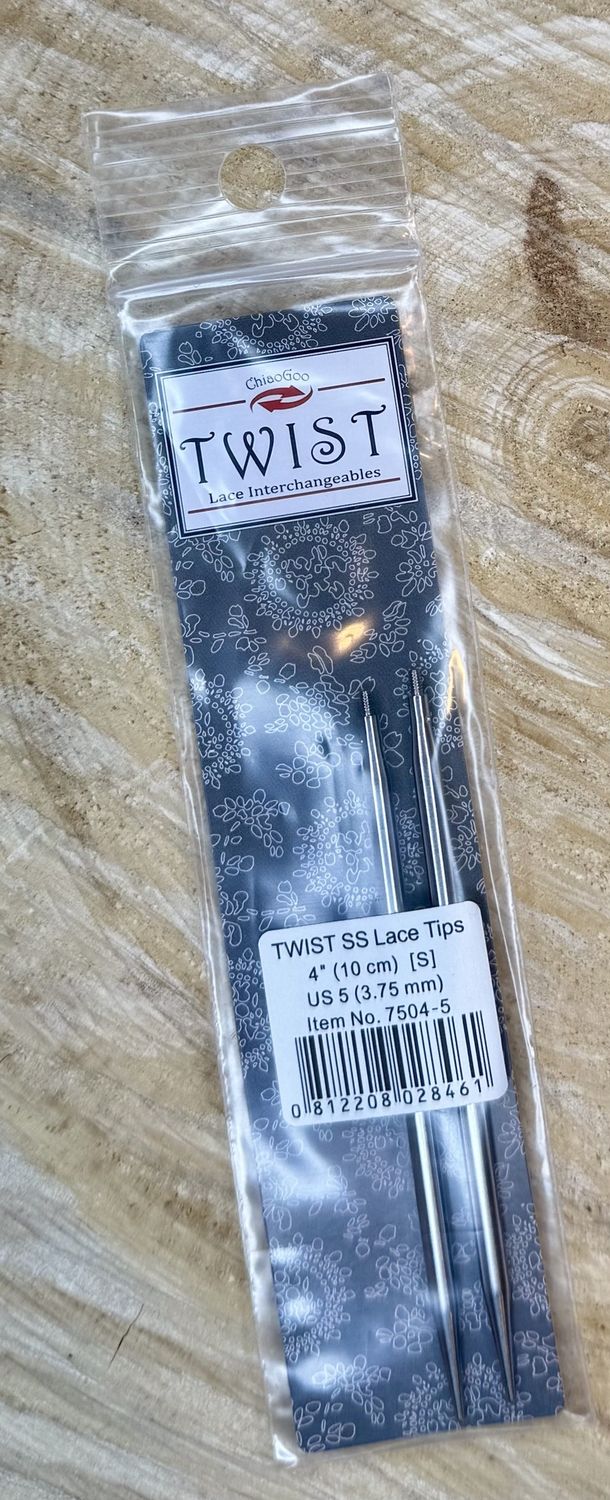 ChiaoGoo
TWIST
Lace Interchangeables
TWIST SS Lace Tips
4" (10 cm) [S]
US 5 (3.75 mm)
Item No. 7504-5
0 812208 028461